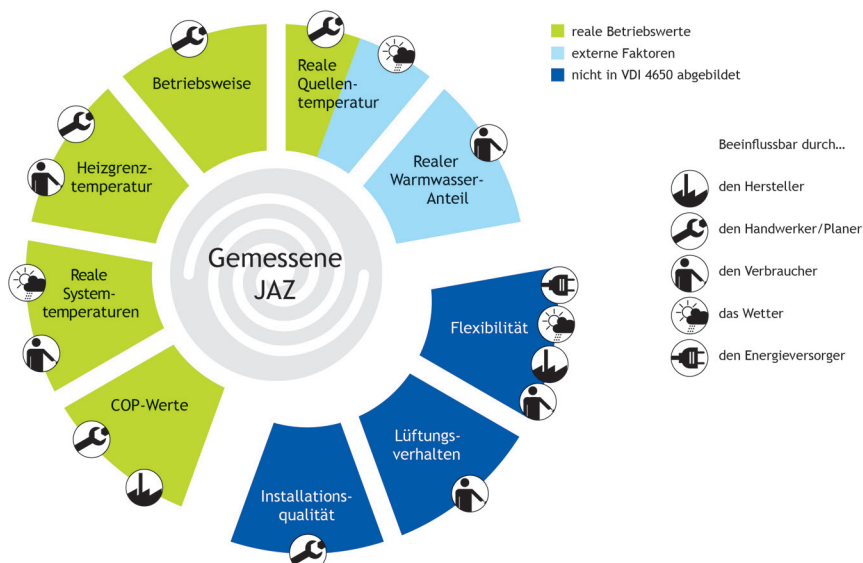 reale Betriebswerte
externe Faktoren
nicht in VDI 4650 abgebildet
Reale
Quellen-
temperatur
Betriebsweise
Realer
Warmwasser-
Anteil
Heizgrenz-
temperatur
Gemessene
JAZ
Reale
System-
temperaturen
Flexibilität
COP-Werte
Lüftungs-
verhalten
Installations-
qualität
Beeinflussbar durch...
den Hersteller
den Handwerker/Planer
den Verbraucher
das Wetter
den Energieversorger